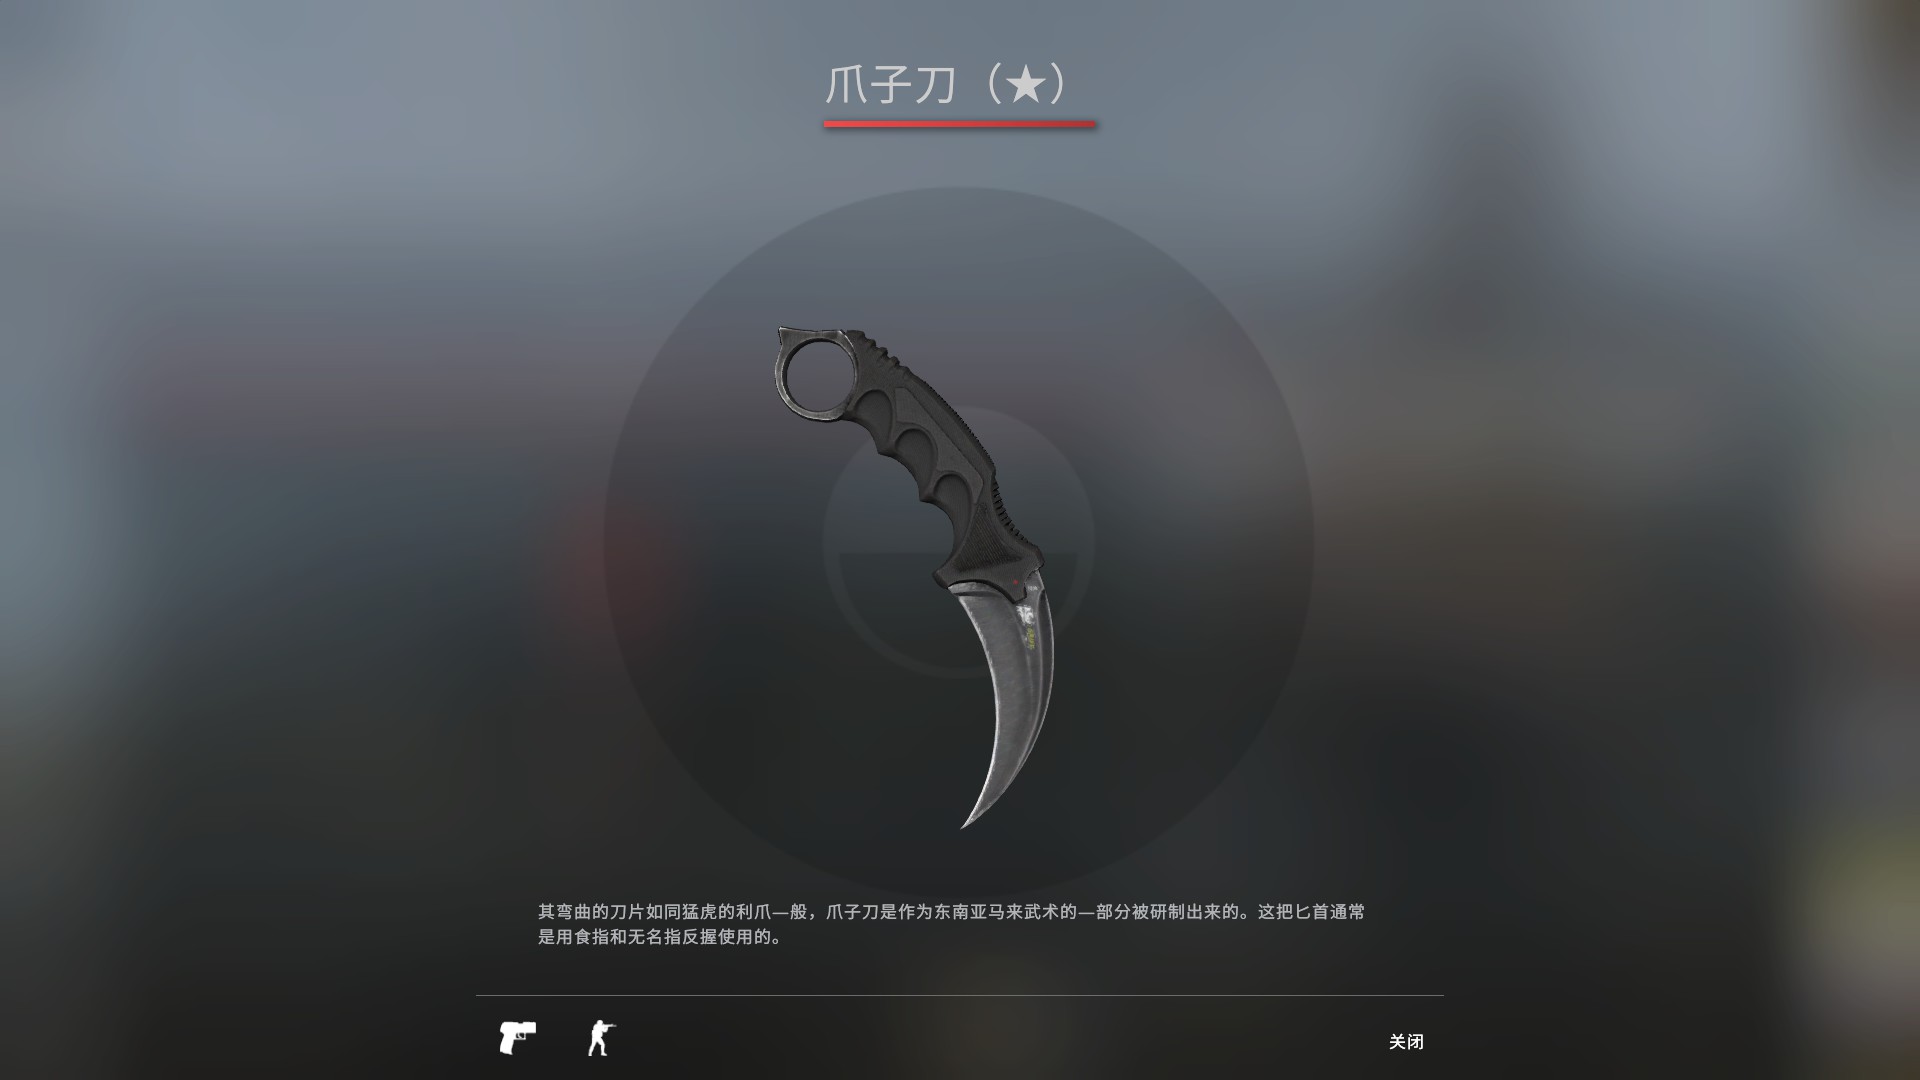 爪子刀（★）
其弯曲的刀片如同猛虎的利爪一般，爪子刀是作为东南亚马来武术的一部分被研制出来的。这把匕首通常
是用食指和无名指反握使用的。
关闭